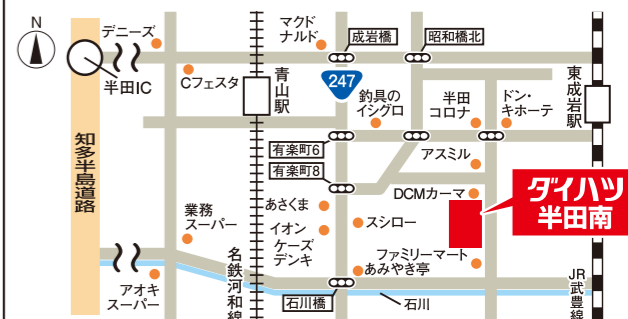 N
デニーズ
マクド
ナルド
成岩橋
昭和橋北
半田IC
Cフェスタ
青山駅
247
釣具の
イシグロ
半田
コロナ
ドン・
キホーテ
東成岩駅
知多半島道路
有楽町6
有楽町8
アスミル
DCMカーマ
ダイハツ
半田南
業務
スーパー
あさくま
イオン
ケーズ
デンキ
スシロー
ファミリーマート
あみやき亭
アオキ
スーパー
名鉄河和線
石川橋
石川
JR
武豊線